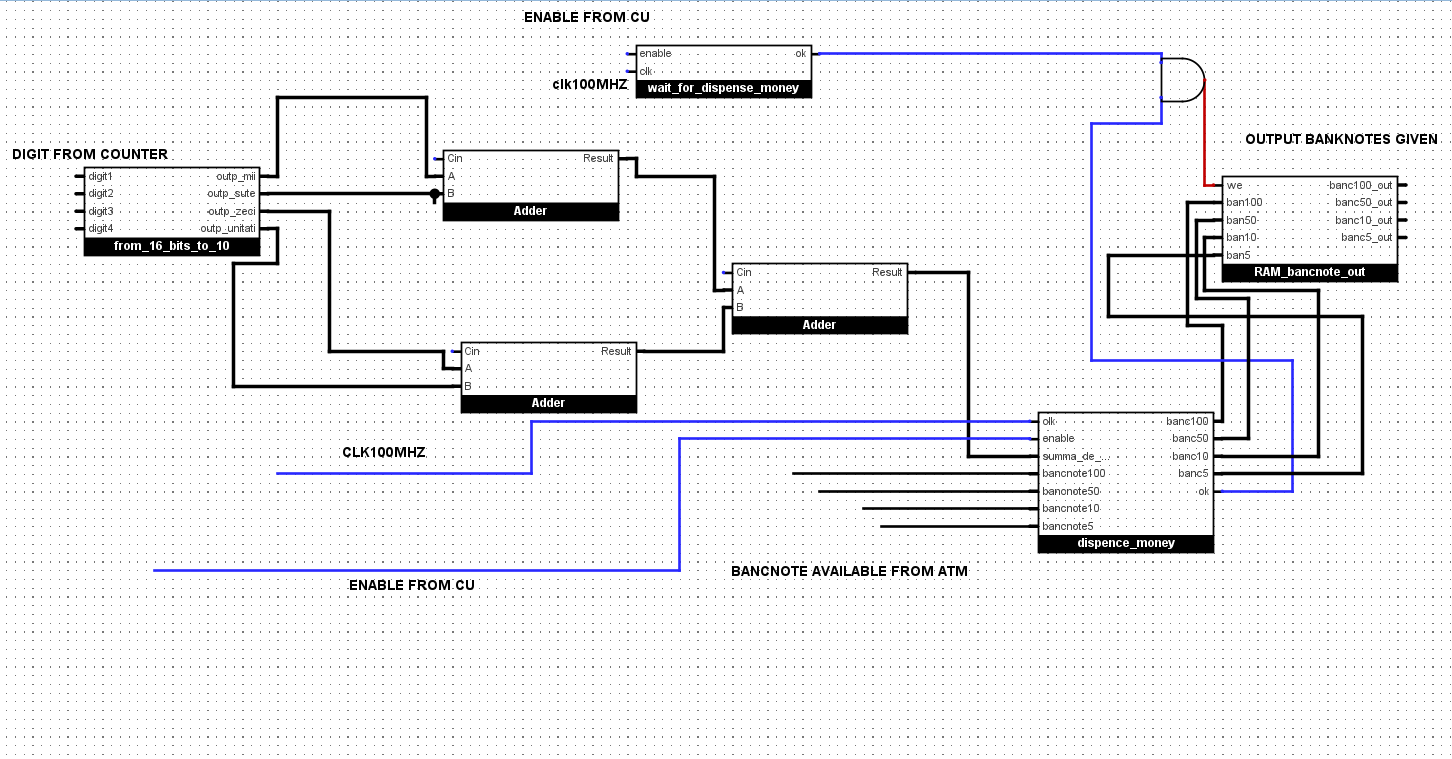 ENABLE FROM CU
enable ok
clk
clk100MHZ
wait_for_dispense_money
OUTPUT BANKNOTES GIVEN
DIGIT FROM COUNTER
digit1 outp_mii
digit2 outp_sute
digit3 outp_zeci
digit4 outp_unitati
from_16_bits_to_10
Cin Result
A
B
Adder
we banc100_out
ban100 banc50_out
ban50 banc10_out
ban10 banc5_out
ban5
RAM_bancnote_out
Cin Result
A
B
Adder
Cin Result
A
B
Adder
CLK100MHZ
clk banc100
enable banc50
summa_de_... banc10
bancnote100 banc5
bancnote50 ok
bancnote10
bancnote5
dispence_money
ENABLE FROM CU
BANCNOTE AVAILABLE FROM ATM